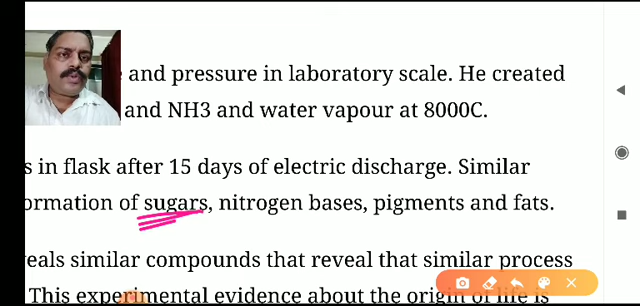 and pressure in laboratory scale. He created
and NH3 and water vapour at 8000C.
s in flask after 15 days of electric discharge. Similar
ormation of sugars, nitrogen bases, pigments and fats.
eals similar compounds that reveal that similar process
This experimental evidence about the origin of life is